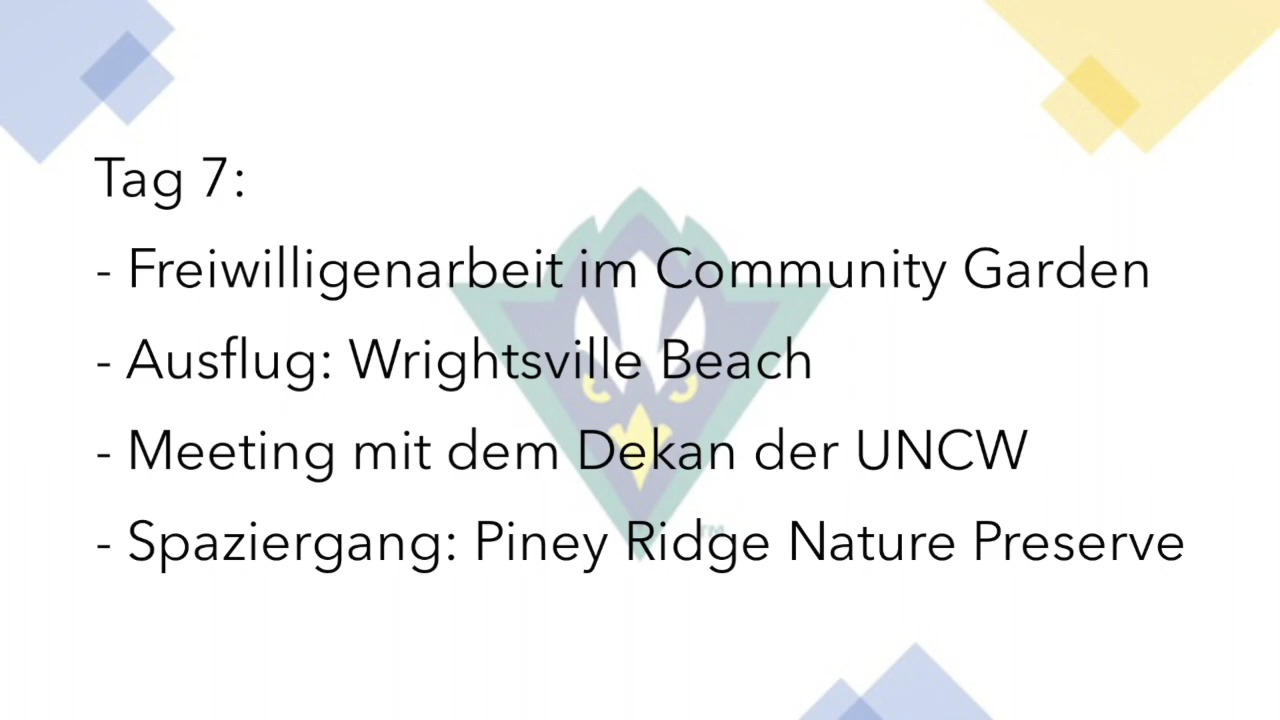 Tag 7:
- Freiwilligenarbeit im Community Garden
- Ausflug: Wrightsville Beach
- Meeting mit dem Dekan der UNCW
- Spaziergang: Piney Ridge Nature Preserve
TM